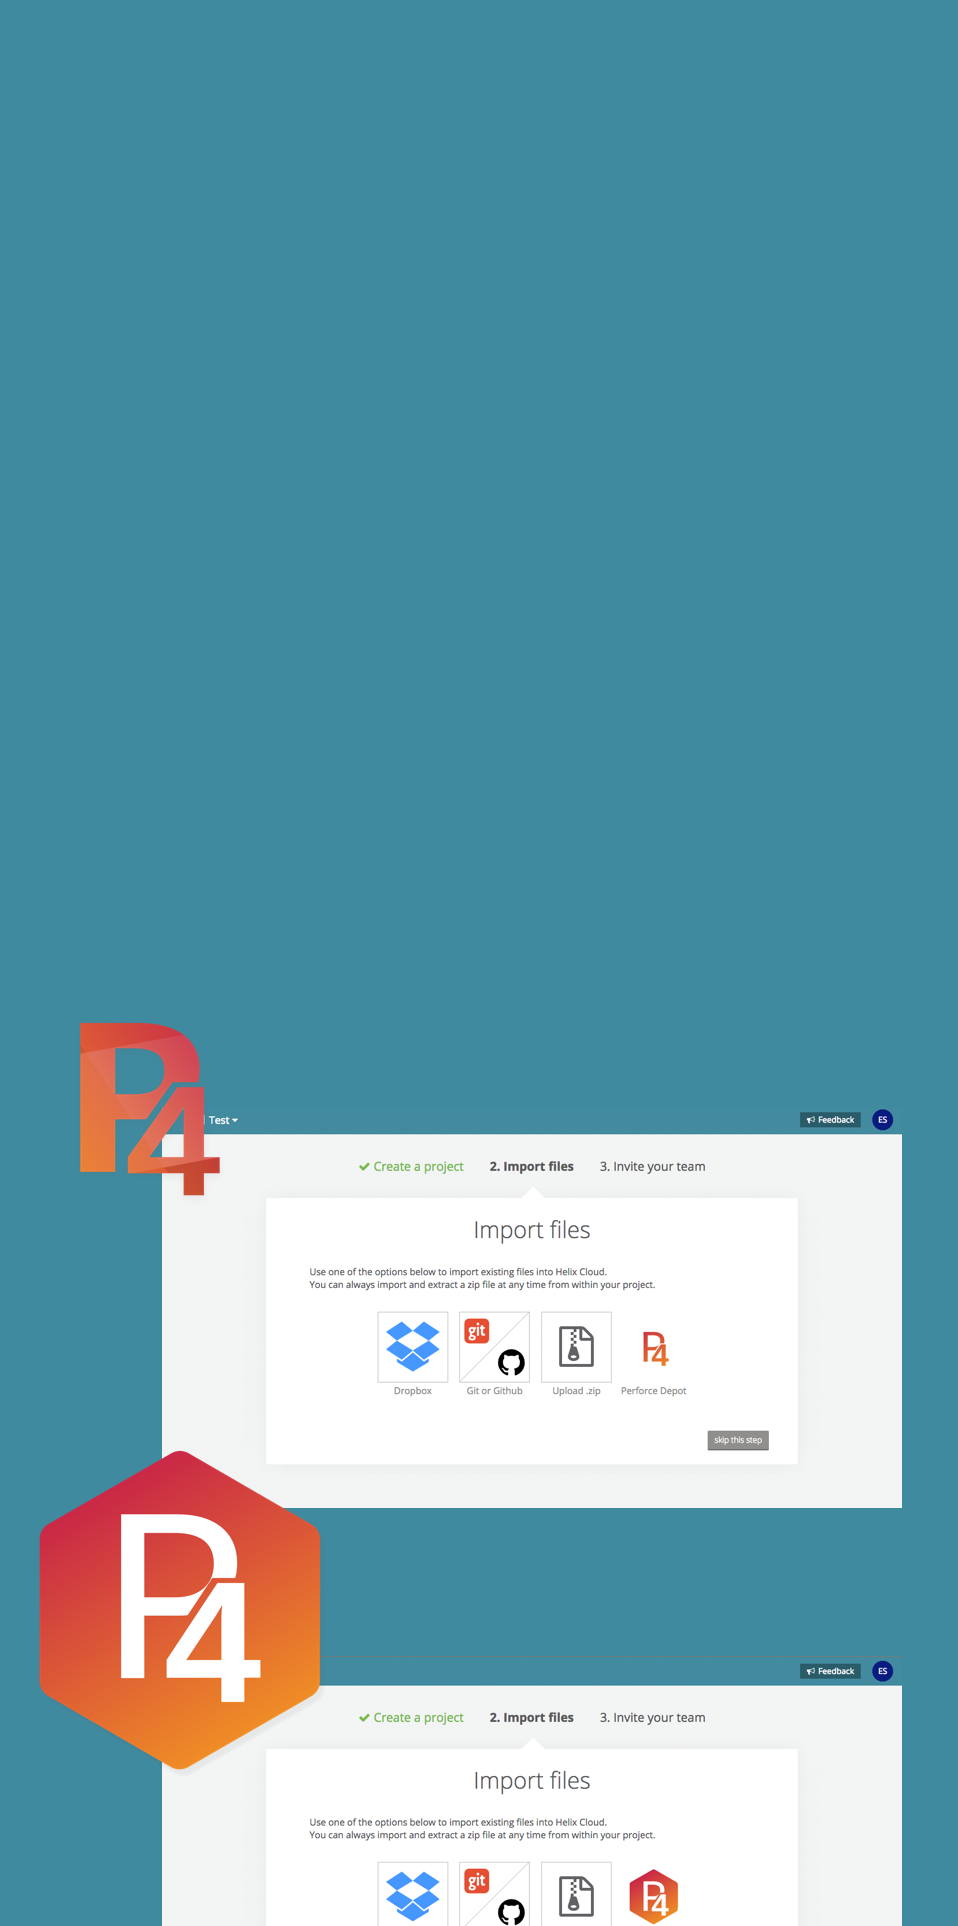 P4
Test
Feedback
ES
Create a project
2. Import files
3. Invite your team
Import files
Use one of the options below to import existing files into Helix Cloud.
You can always import and extract a zip file at any time from within your project.
git
P4
Dropbox
Git or Github
Upload .zip
Perforce Depot
skip this step
P4
Feedback
ES
Create a project
2. Import files
3. Invite your team
Import files
Use one of the options below to import existing files into Helix Cloud.
You can always import and extract a zip file at any time from within your project.
git
P4